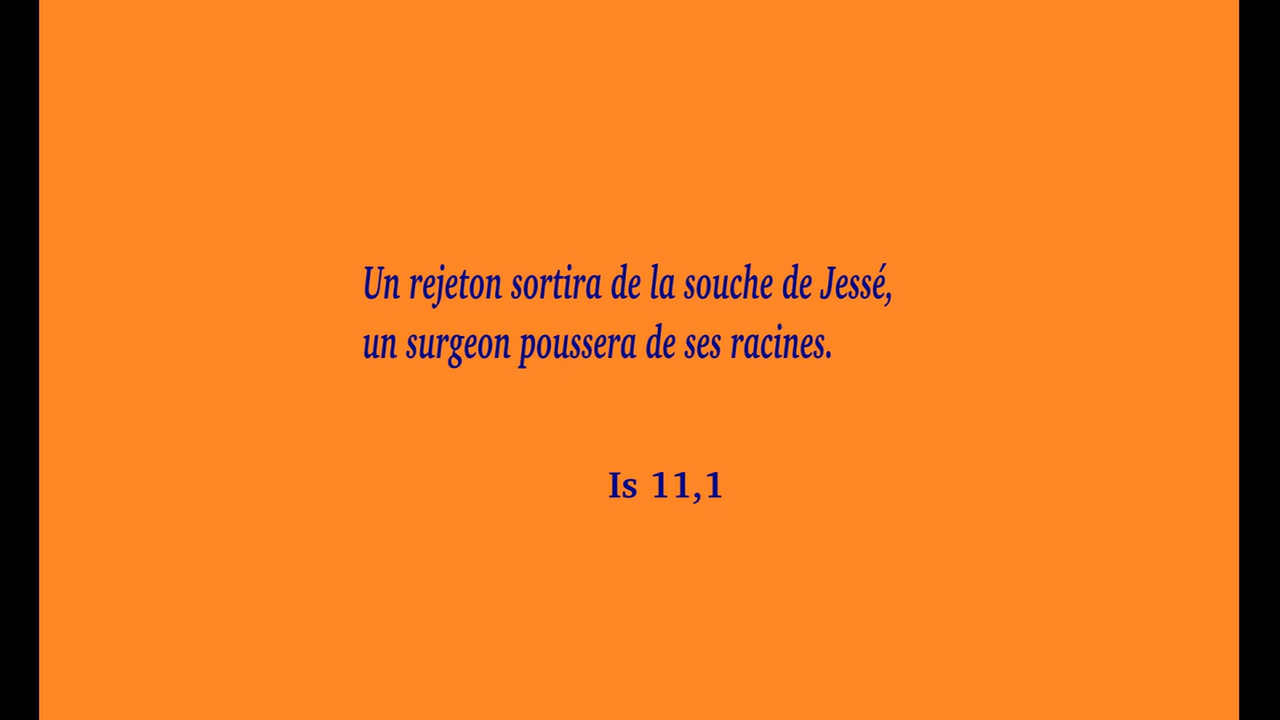 Un rejeton sortira de la souche de Jessé,
un surgeon poussera de ses racines.
Is 11,1